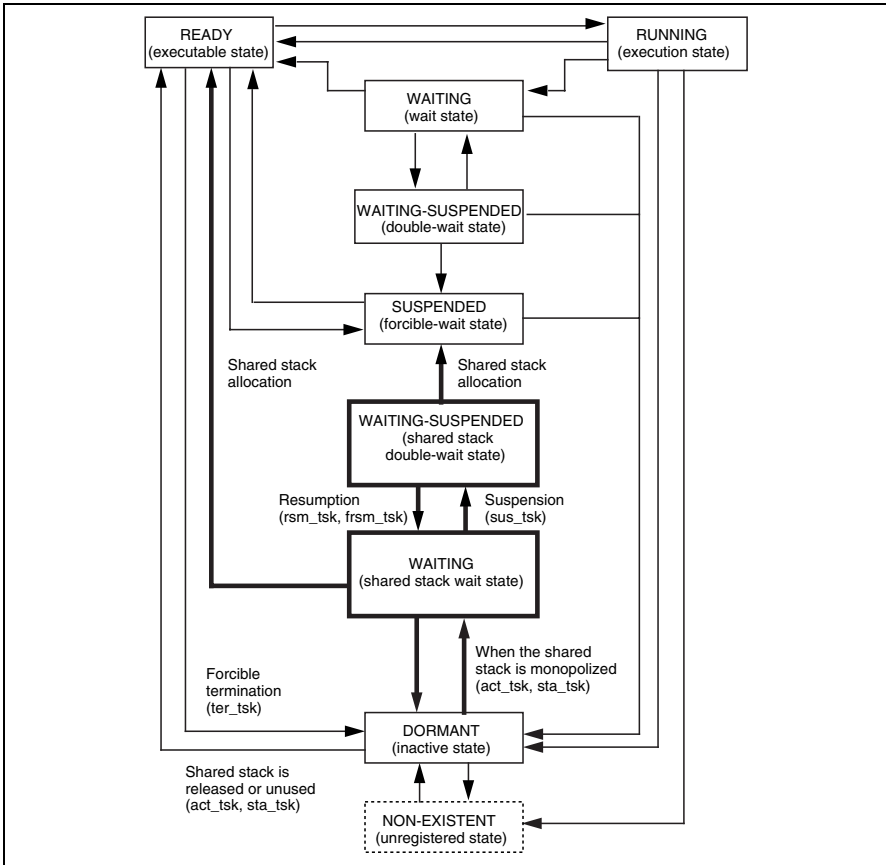 READY
(executable state)
RUNNING
(execution state)
WAITING
(wait state)
WAITING-SUSPENDED
(double-wait state)
SUSPENDED
(forcible-wait state)
Shared stack
allocation
Shared stack
allocation
WAITING-SUSPENDED
(shared stack
double-wait state)
Resumption
(rsm_tsk, frsm_tsk)
Suspension
(sus_tsk)
WAITING
(shared stack wait state)
When the shared
stack is monopolized
(act_tsk, sta_tsk)
Forcible
termination
(ter_tsk)
DORMANT
(inactive state)
Shared stack is
released or unused
(act_tsk, sta_tsk)
NON-EXISTENT
(unregistered state)